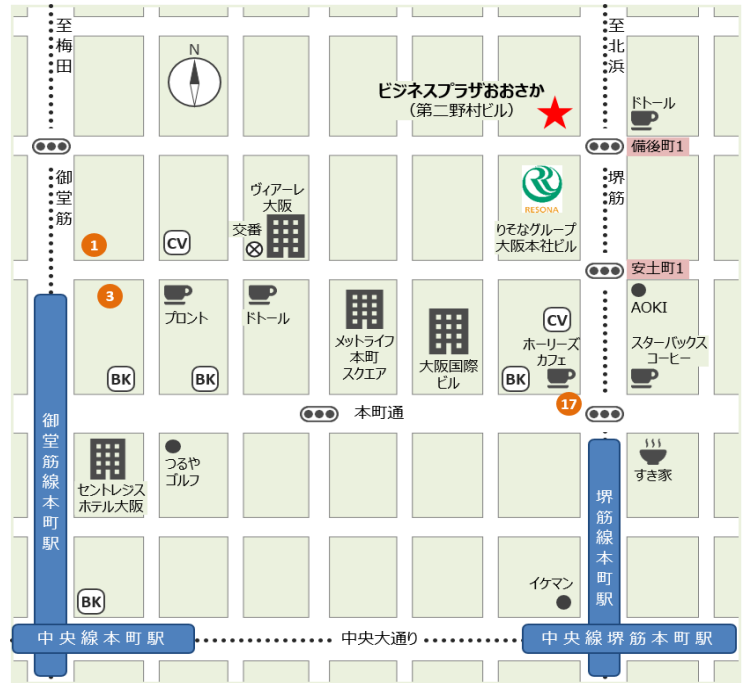 至梅田
N
至北浜
ビジネスプラザおおさか
（第二野村ビル）
ドトール
備後町1
御堂筋
堺筋
ヴィアーレ
大阪
交番
CV
1
RESONA
りそなグループ
大阪本社ビル
安土町1
3
プロント
ドトール
メットライフ
本町
スクエア
大阪国際
ビル
CV
ホーリーズ
カフェ
AOKI
スターバックス
コーヒー
BK
BK
BK
17
本町通
御堂筋線本町駅
セントレジス
ホテル大阪
つるや
ゴルフ
すき家
堺筋線本町駅
イケマン
BK
中央線本町駅
中央大通り
中央線堺筋本町駅